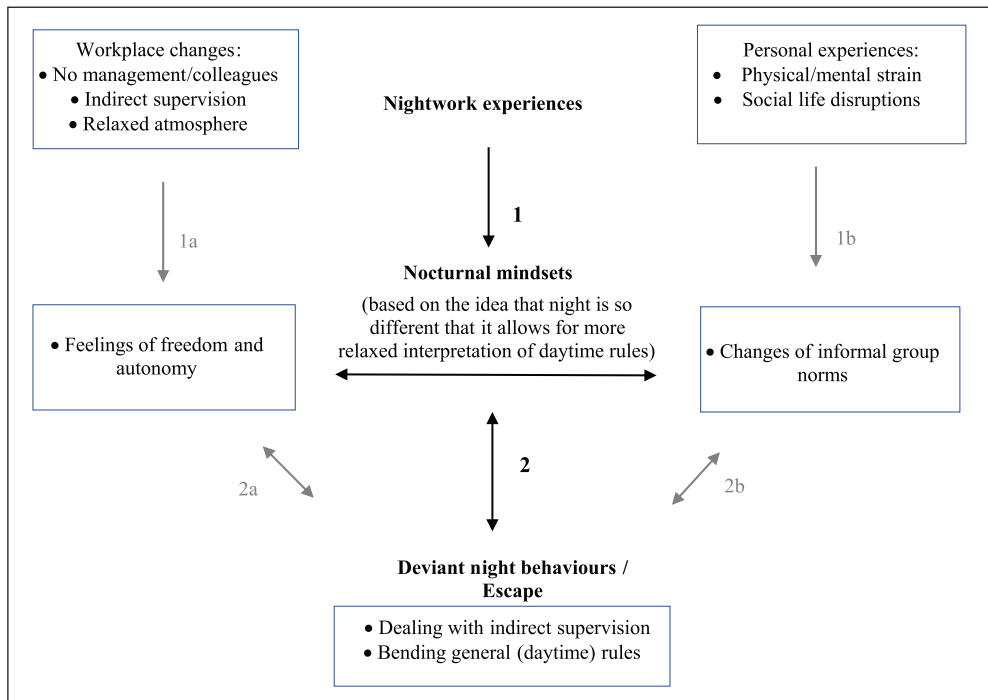 Workplace changes:
• No management/colleagues
• Indirect supervision
• Relaxed atmosphere
Nightwork experiences
Personal experiences:
• Physical/mental strain
• Social life disruptions
1a
1
1b
Nocturnal mindsets
(based on the idea that night is so
different that it allows for more
relaxed interpretation of daytime rules)
• Feelings of freedom and
autonomy
• Changes of informal group
norms
2a
2
2b
Deviant night behaviours /
Escape
• Dealing with indirect supervision
• Bending general (daytime) rules